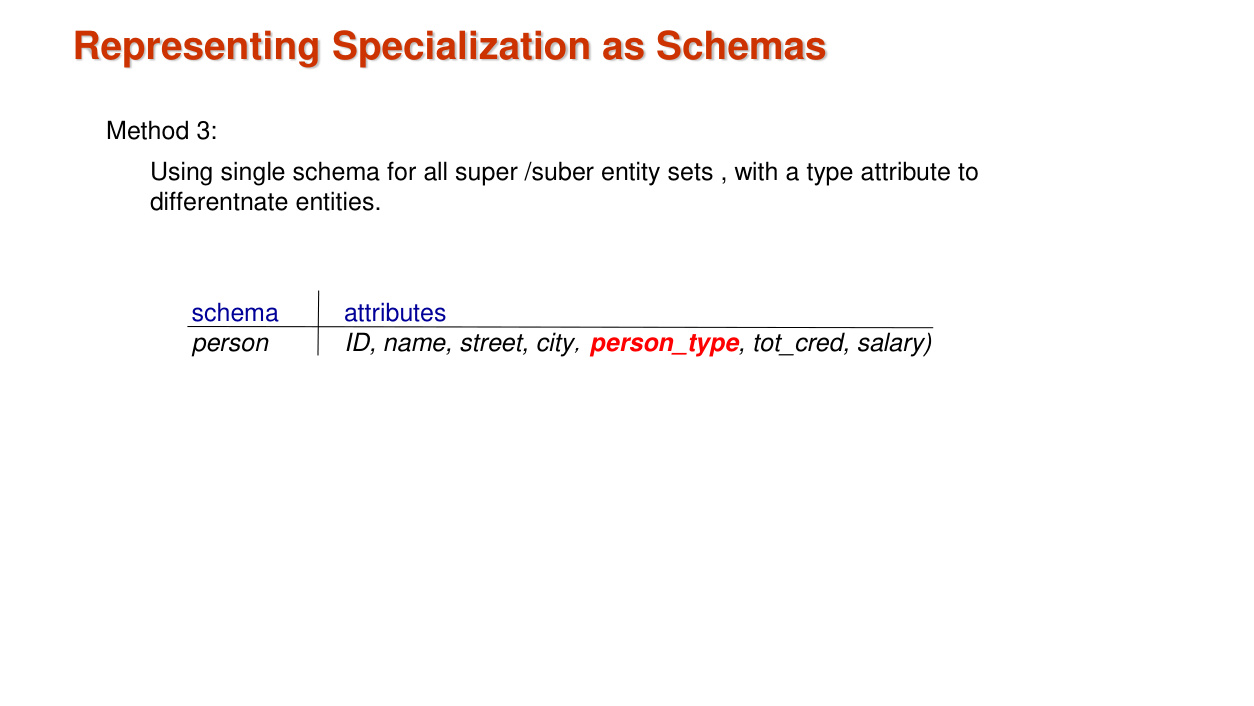 Representing Specialization as Schemas
Method 3:
Using single schema for all super /suber entity sets , with a type attribute to
differentnate entities.
schema attributes
person ID, name, street, city, person_type, tot_cred, salary)